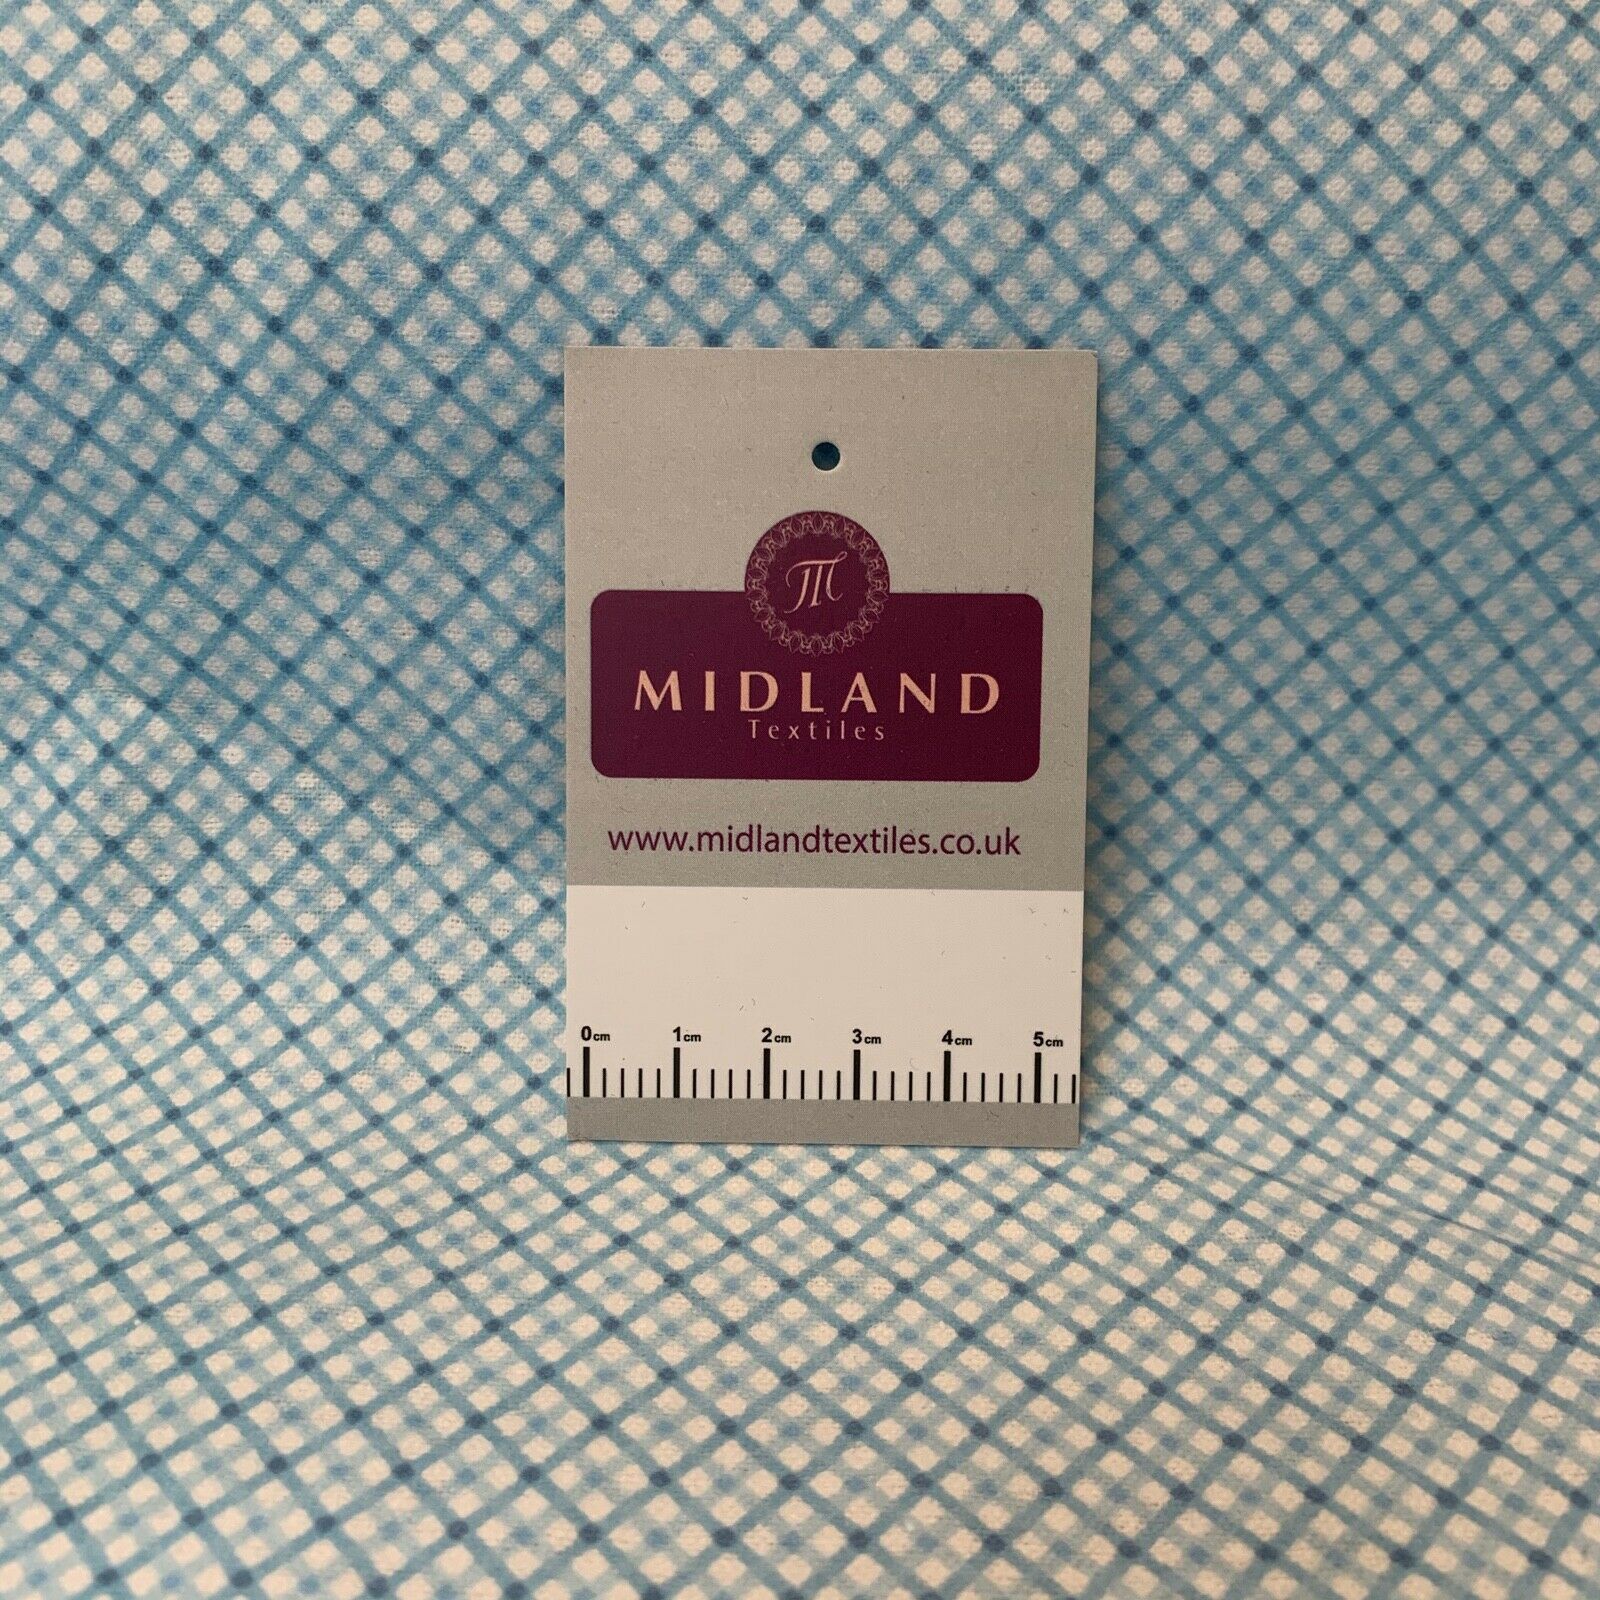 M
MIDLAND
Textiles
www.midlandtextiles.co.uk
0cm 1cm 2cm 3cm 4cm 5cm